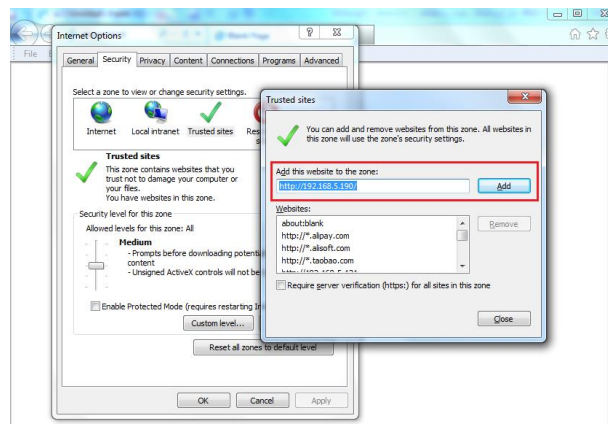 Internet Options
File
General Security Privacy Content Connections Programs Advanced
Select a zone to view or change security settings.
Internet Local intranet Trusted sites
Trusted sites
This zone contains websites that you
trust not to damage your computer or
your files.
You have websites in this zone.
Security level for this zone
Allowed levels for this zone: All
Medium
- Prompts before downloading
content
- Unsigned ActiveX controls will not be
Enable Protected Mode (requires restarting
Custom level...
Reset all zones to default level
OK Cancel Apply
Trusted sites
You can add and remove websites from this zone. All websites in
this zone will use the zone's security settings.
Add this website to the zone:
http://192.168.5.190/ Add
Websites:
about:blank Remove
http://*.alipay.com
http://*.alisoft.com
http://*.taobao.com
Require server verification (https:) for all sites in this zone
Close